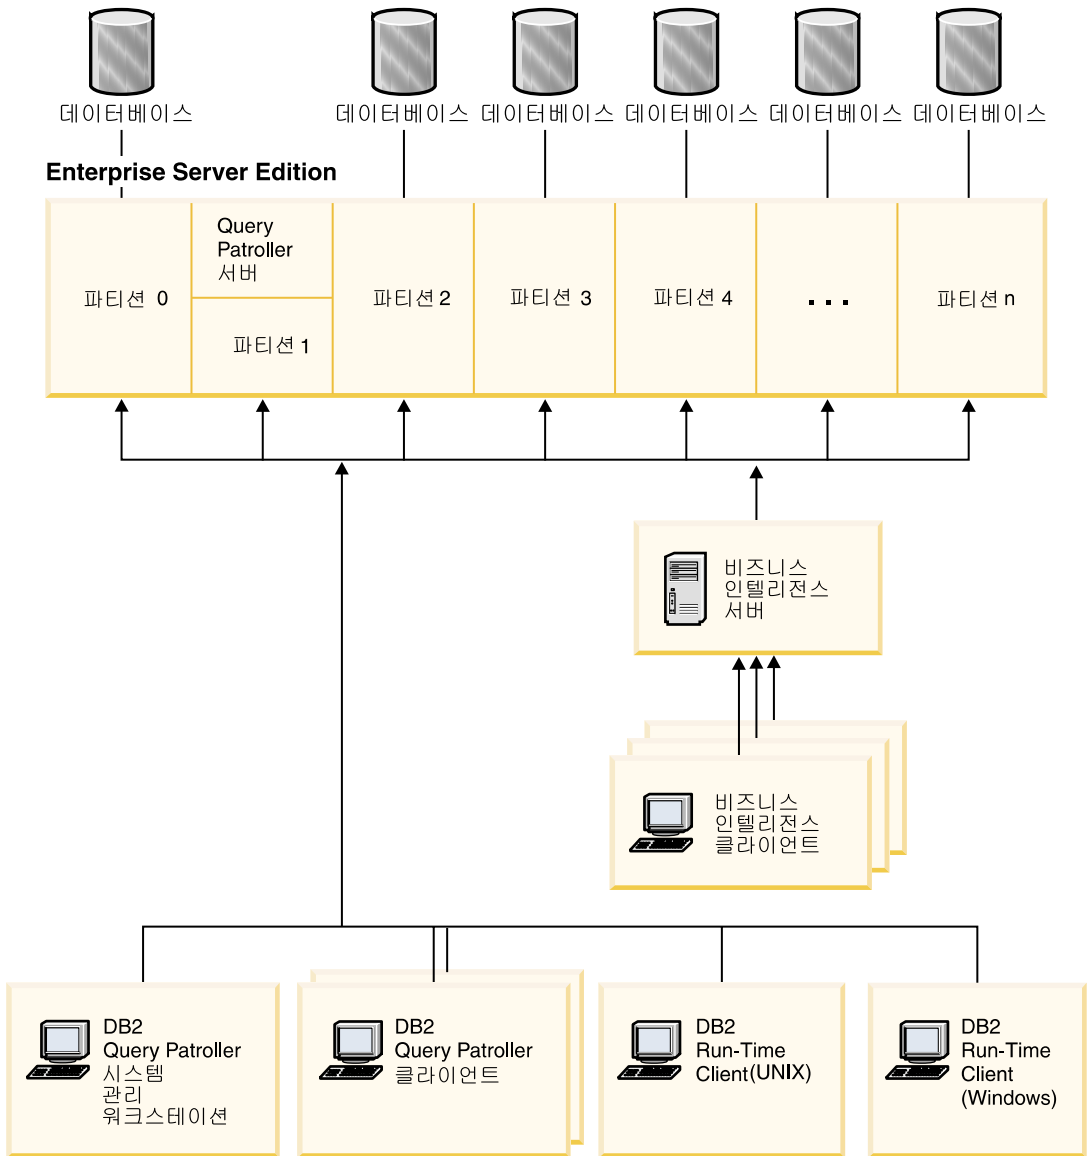 데이터베이스
데이터베이스
데이터베이스
데이터베이스
데이터베이스
데이터베이스
Enterprise Server Edition
파티션 0
Query
Patroller
서버
파티션 1
파티션 2
파티션 3
파티션 4
...
파티션 n
비즈니스
인텔리전스
서버
비즈니스
인텔리전스
클라이언트
DB2
Query Patroller
시스템
관리
워크스테이션
DB2
Query Patroller
클라이언트
DB2
Run-Time
Client(UNIX)
DB2
Run-Time
Client
(Windows)